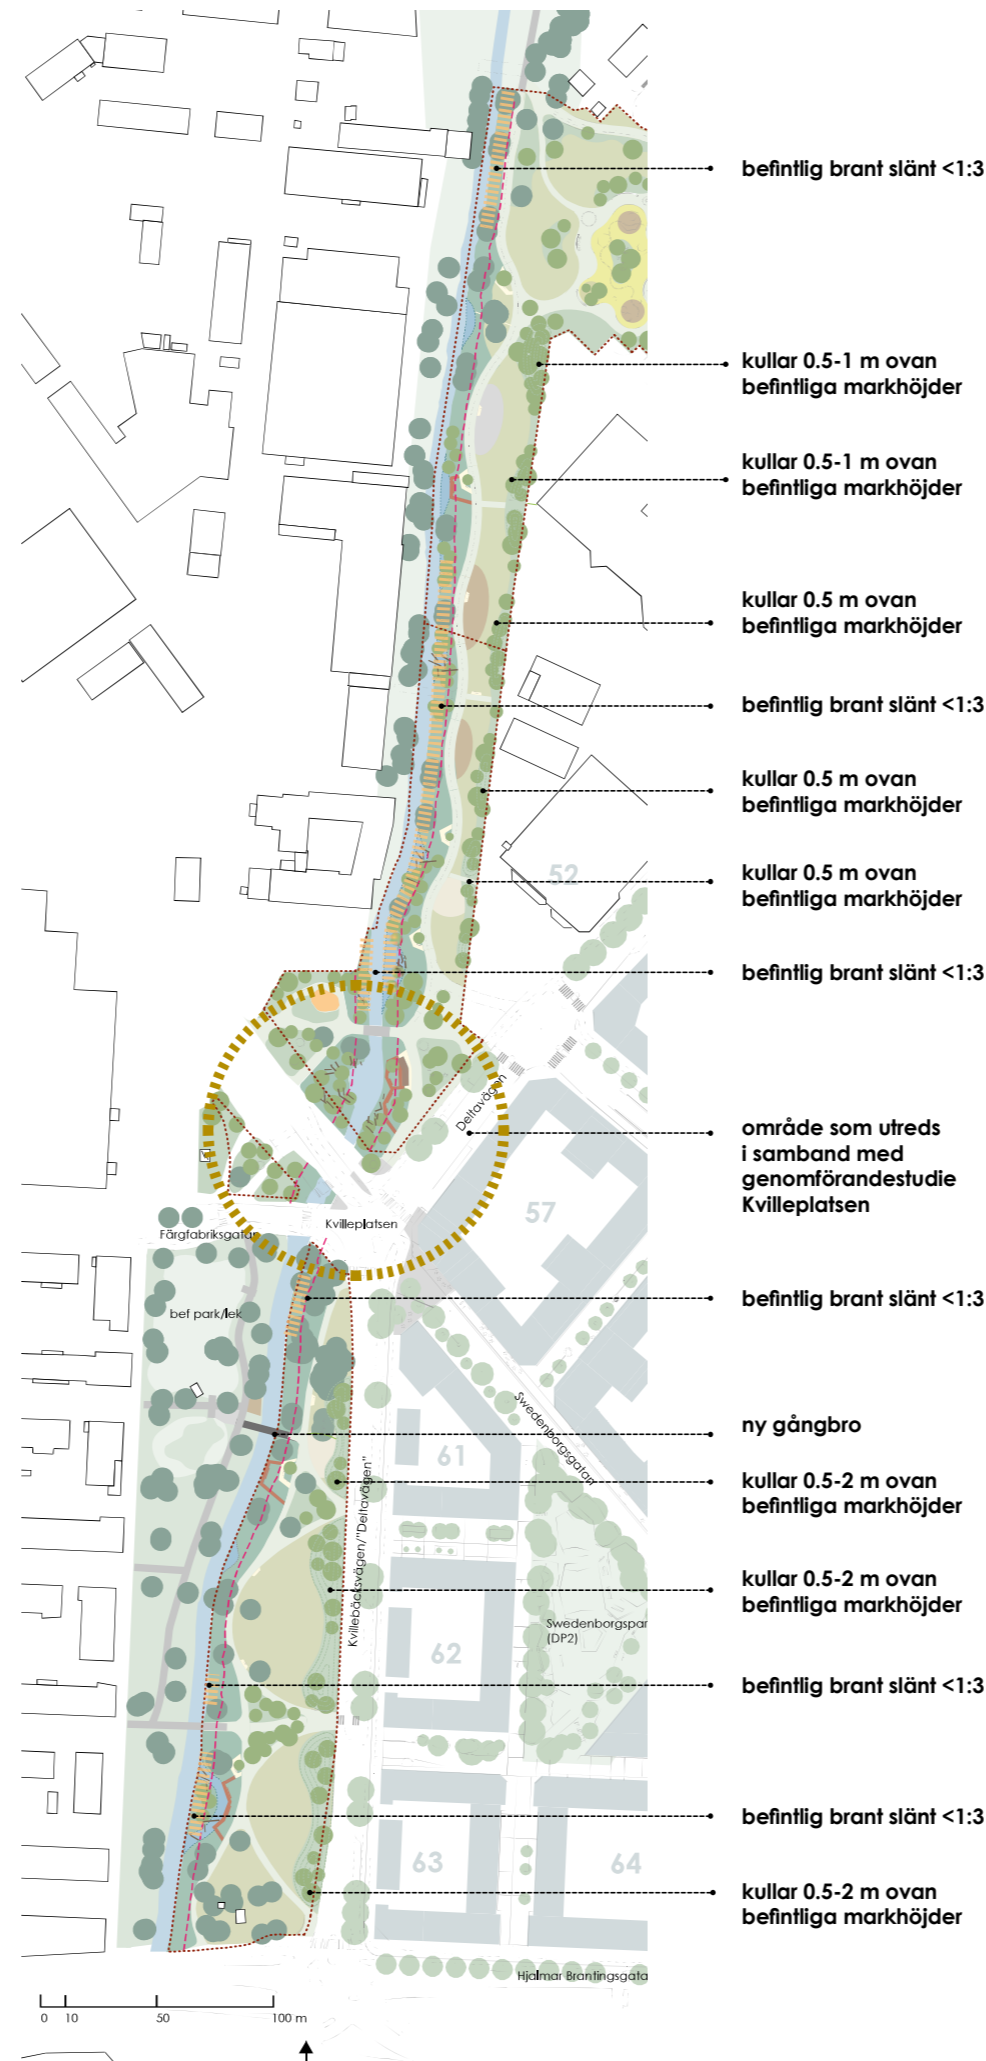 befintlig brant slänt <1:3
kullar 0.5-1 m ovan
befintliga markhöjder
kullar 0.5-1 m ovan
befintliga markhöjder
kullar 0.5 m ovan
befintliga markhöjder
befintlig brant slänt <1:3
kullar 0.5 m ovan
befintliga markhöjder
52
kullar 0.5 m ovan
befintliga markhöjder
befintlig brant slänt <1:3
Deltavägen
område som utreds
i samband med
genomförandestudie
Kvilleplatsen
57
Kvilleplatsen
Färgfabriksgatan
befintlig brant slänt <1:3
bef park/lek
Swedenborgsgatan
ny gångbro
61
kullar 0.5-2 m ovan
befintliga markhöjder
Kvillebäcksvägen/"Deltavägen"
kullar 0.5-2 m ovan
befintliga markhöjder
Swedenborgspar
(DP2)
62
befintlig brant slänt <1:3
befintlig brant slänt <1:3
63
64
kullar 0.5-2 m ovan
befintliga markhöjder
Hjalmar Brantingsgata
0 10 50 100 m